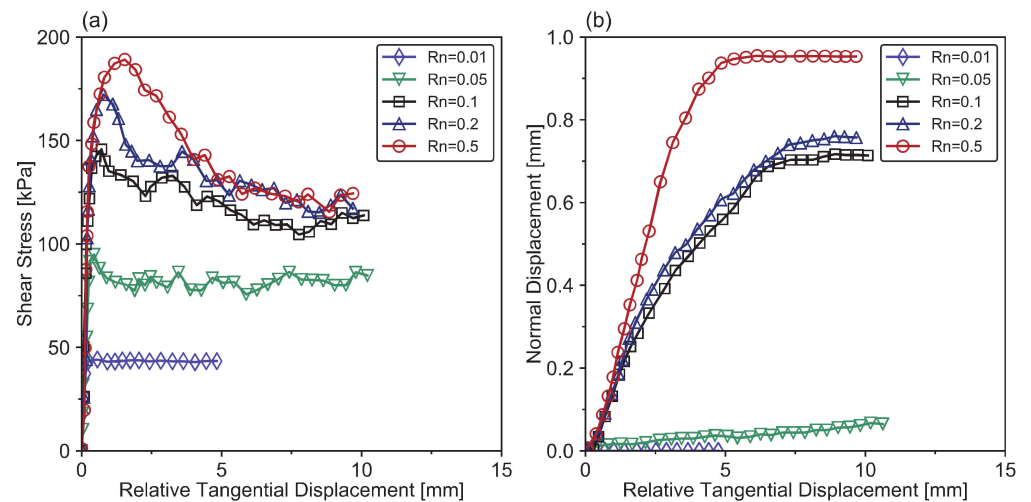 (a)
200
150
100
50
0
0
5
10
15
Shear Stress [kPa]
Relative Tangential Displacement [mm]
Rn=0.01
Rn=0.05
Rn=0.1
Rn=0.2
Rn=0.5
(b)
1.0
0.8
0.6
0.4
0.2
0.0
0
5
10
15
Normal Displacement [mm]
Relative Tangential Displacement [mm]
Rn=0.01
Rn=0.05
Rn=0.1
Rn=0.2
Rn=0.5